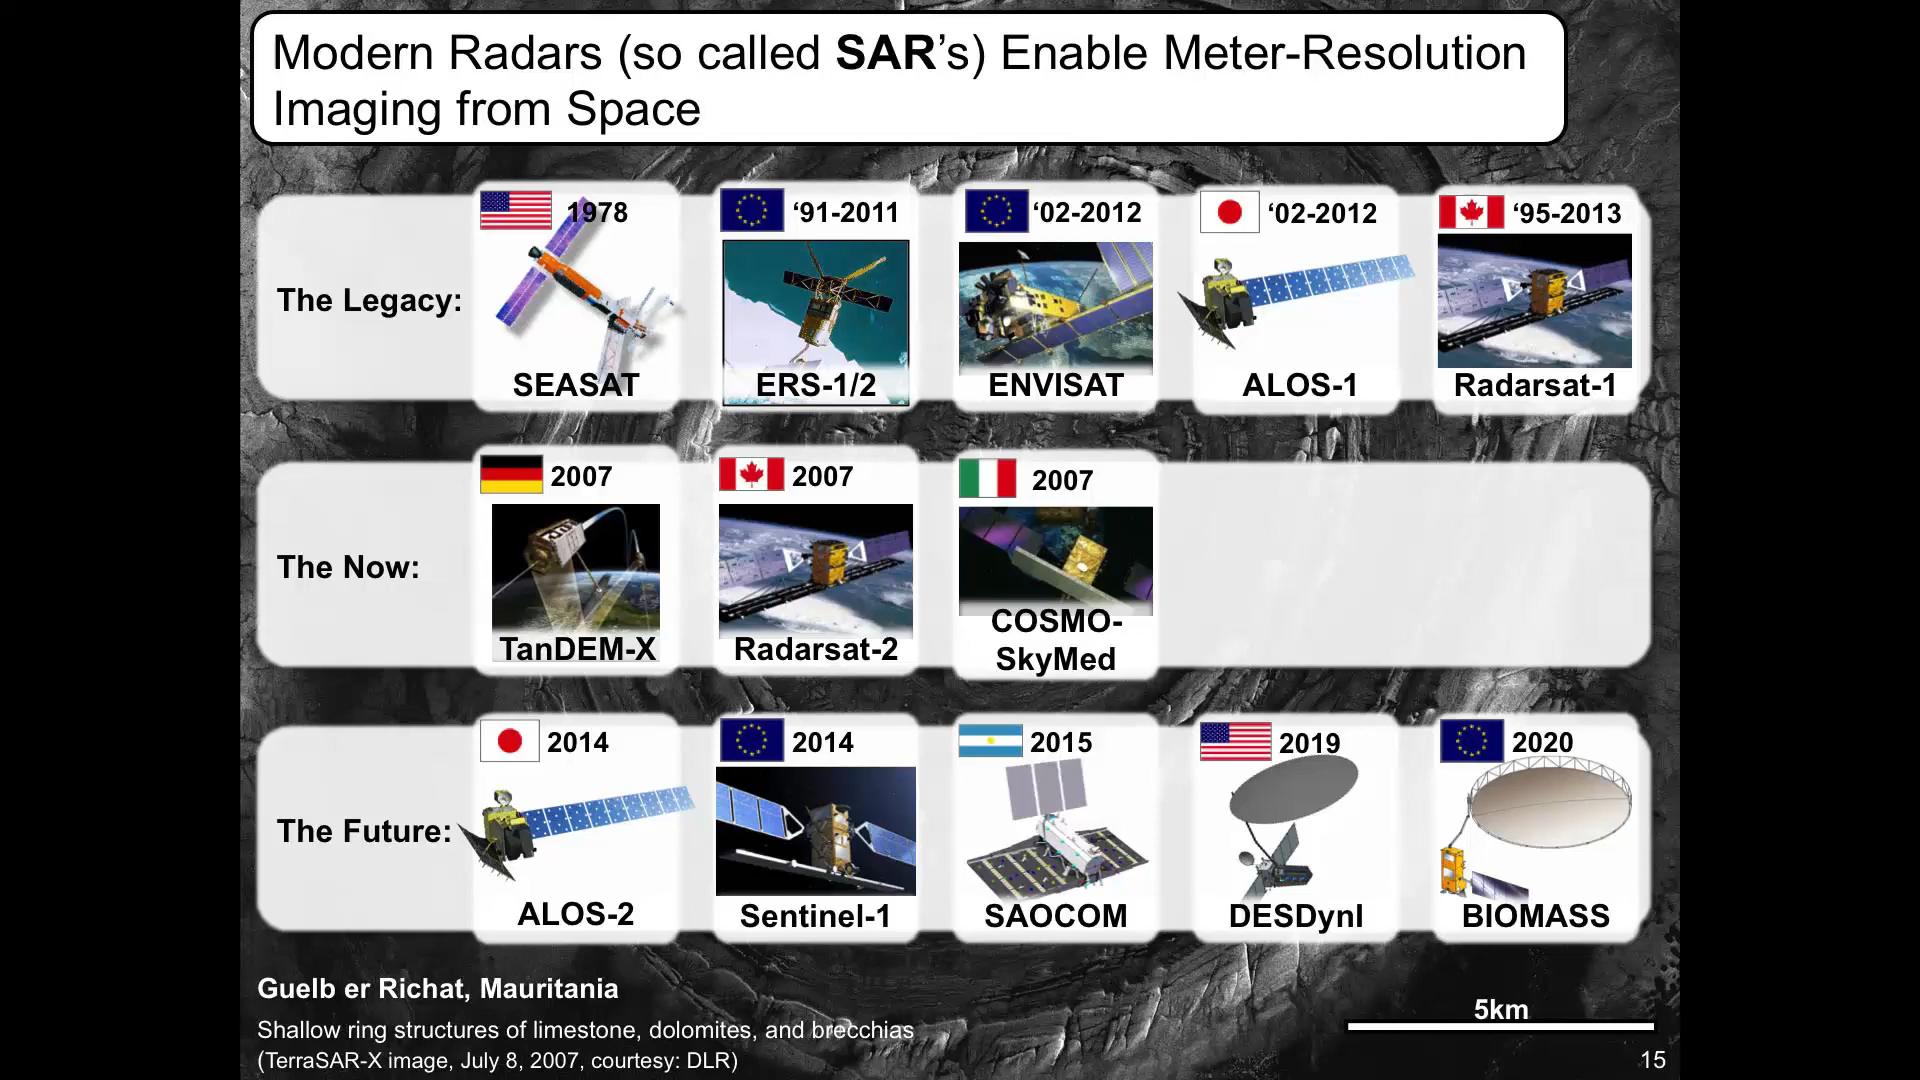 Modern Radars (so called SAR’s) Enable Meter-Resolution
Imaging from Space
The Legacy:
1978
SEASAT
‘91-2011
ERS-1/2
‘02-2012
ENVISAT
‘02-2012
ALOS-1
‘95-2013
Radarsat-1
The Now:
2007
TanDEM-X
2007
Radarsat-2
2007
COSMO-
SkyMed
The Future:
2014
ALOS-2
2014
Sentinel-1
2015
SAOCOM
2019
DESDynI
2020
BIOMASS
Guelb er Richat, Mauritania
Shallow ring structures of limestone, dolomites, and brecchias
(TerraSAR-X image, July 8, 2007, courtesy: DLR)
5km
15